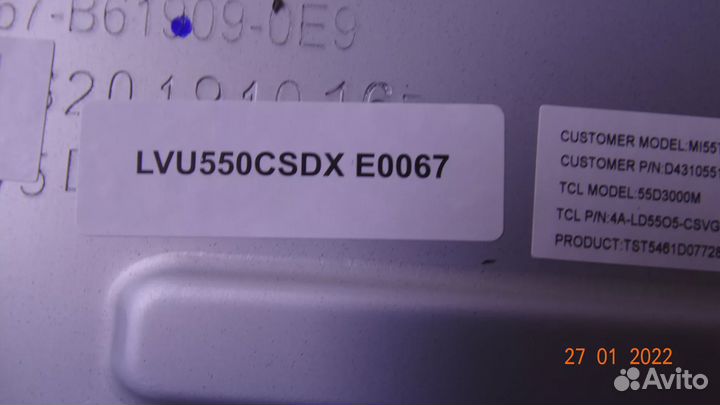 67-B61909-0E9
LVU550CSDX E0067
CUSTOMER MODEL:MI55T
CUSTOMER P/N:D4310551
TCL MODEL:55D3000M
TCL P/N:4A-LD55O5-CSVG
PRODUCT:TST5461D07728
27 01 2022
Avito